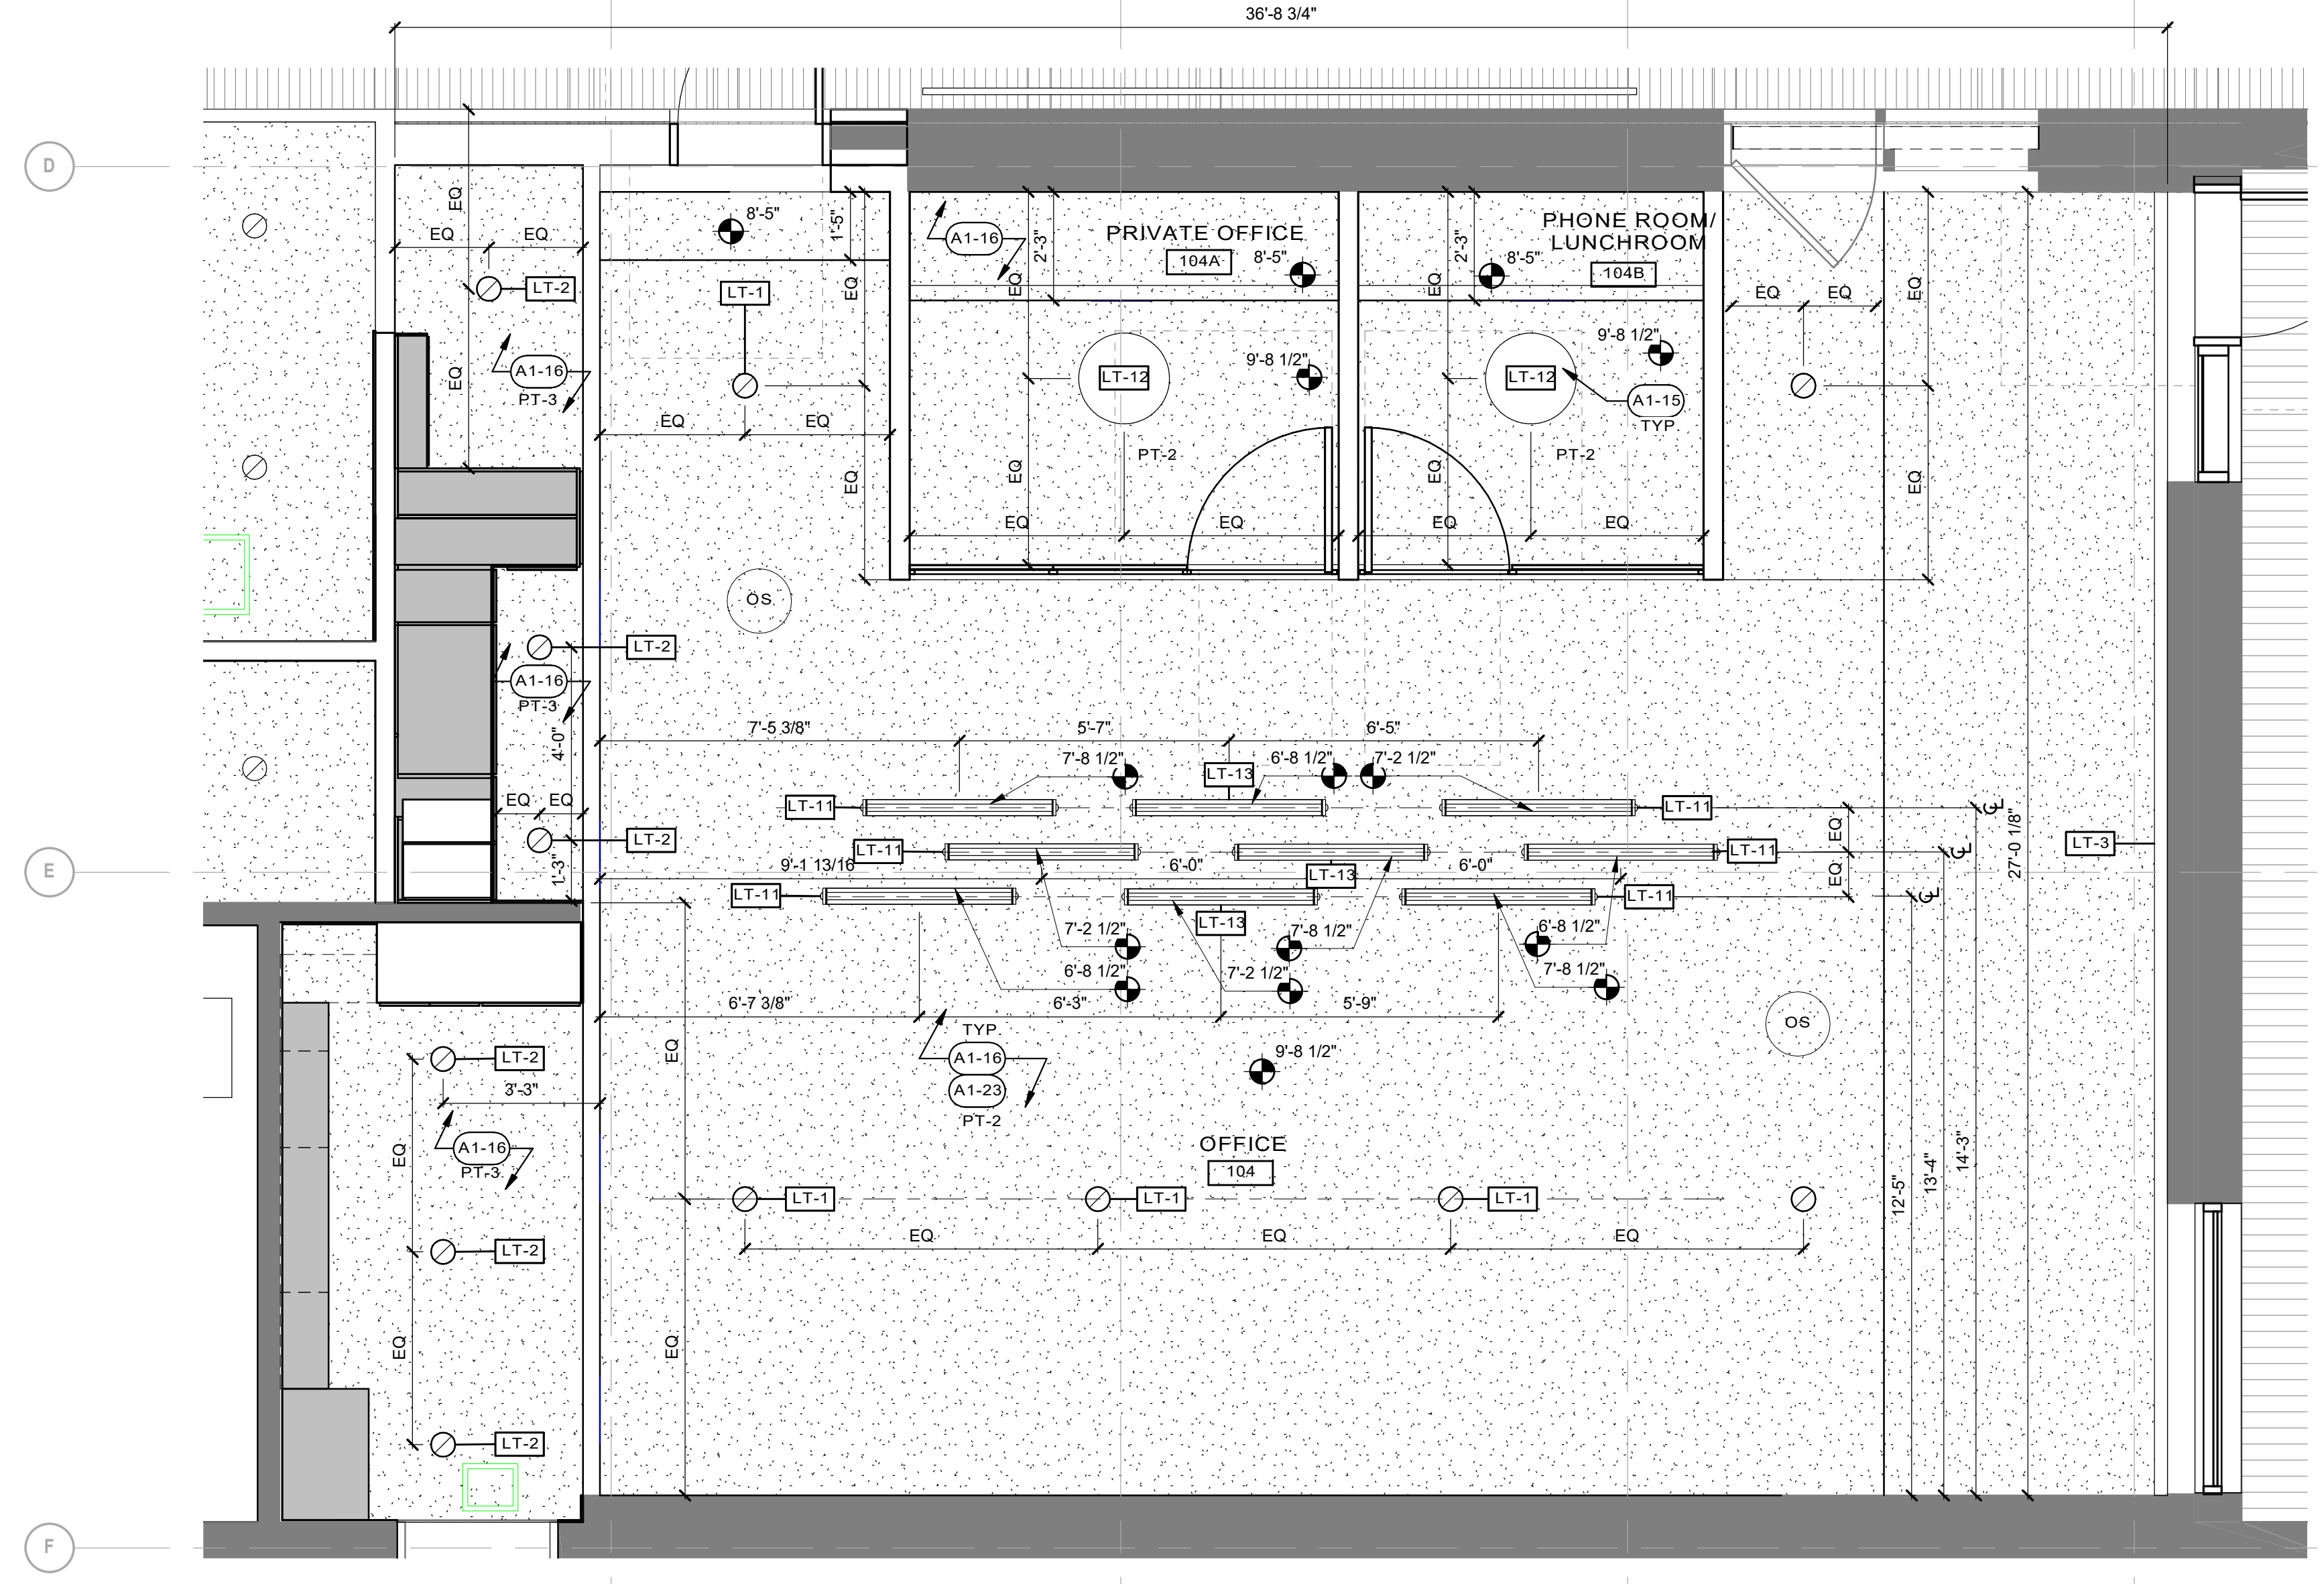 36'-8 3/4"
D
EQ
EQ
EQ
LT-2
EQ
A1-16
PT-3
8'-5"
1'-5"
LT-1
EQ
EQ
EQ
EQ
A1-16
2'-3"
EQ
PRIVATE OFFICE
104A
8'-5"
LT-12
9'-8 1/2"
PT-2
EQ
EQ
EQ
PHONE ROOM/
LUNCHROOM
104B
2'-3"
EQ
8'-5"
9'-8 1/2"
LT-12
A1-15
TYP
PT-2
EQ
EQ
EQ
EQ
EQ
EQ
EQ
OS
LT-2
A1-16
PT-3
4'-0"
EQ
EQ
LT-2
1'-3"
7'-5 3/8"
5'-7"
6'-5"
7'-8 1/2"
LT-13
6'-8 1/2"
7'-2 1/2"
LT-11
LT-11
CL
EQ
27'-0 1/8"
LT-3
LT-11
LT-11
CL
E
9'-1 13/16
6'-0"
LT-13
6'-0"
EQ
LT-11
LT-11
CL
LT-13
7'-2 1/2"
7'-8 1/2"
6'-8 1/2"
6'-8 1/2"
7'-2 1/2"
7'-8 1/2"
6'-7 3/8"
6'-3"
5'-9"
OS
TYP
A1-16
A1-23
PT-2
9'-8 1/2"
EQ
LT-2
3'-3"
A1-16
PT-3
EQ
OFFICE
104
12'-5"
13'-4"
14'-3"
LT-1
LT-1
LT-1
EQ
EQ
EQ
LT-2
EQ
EQ
LT-2
F